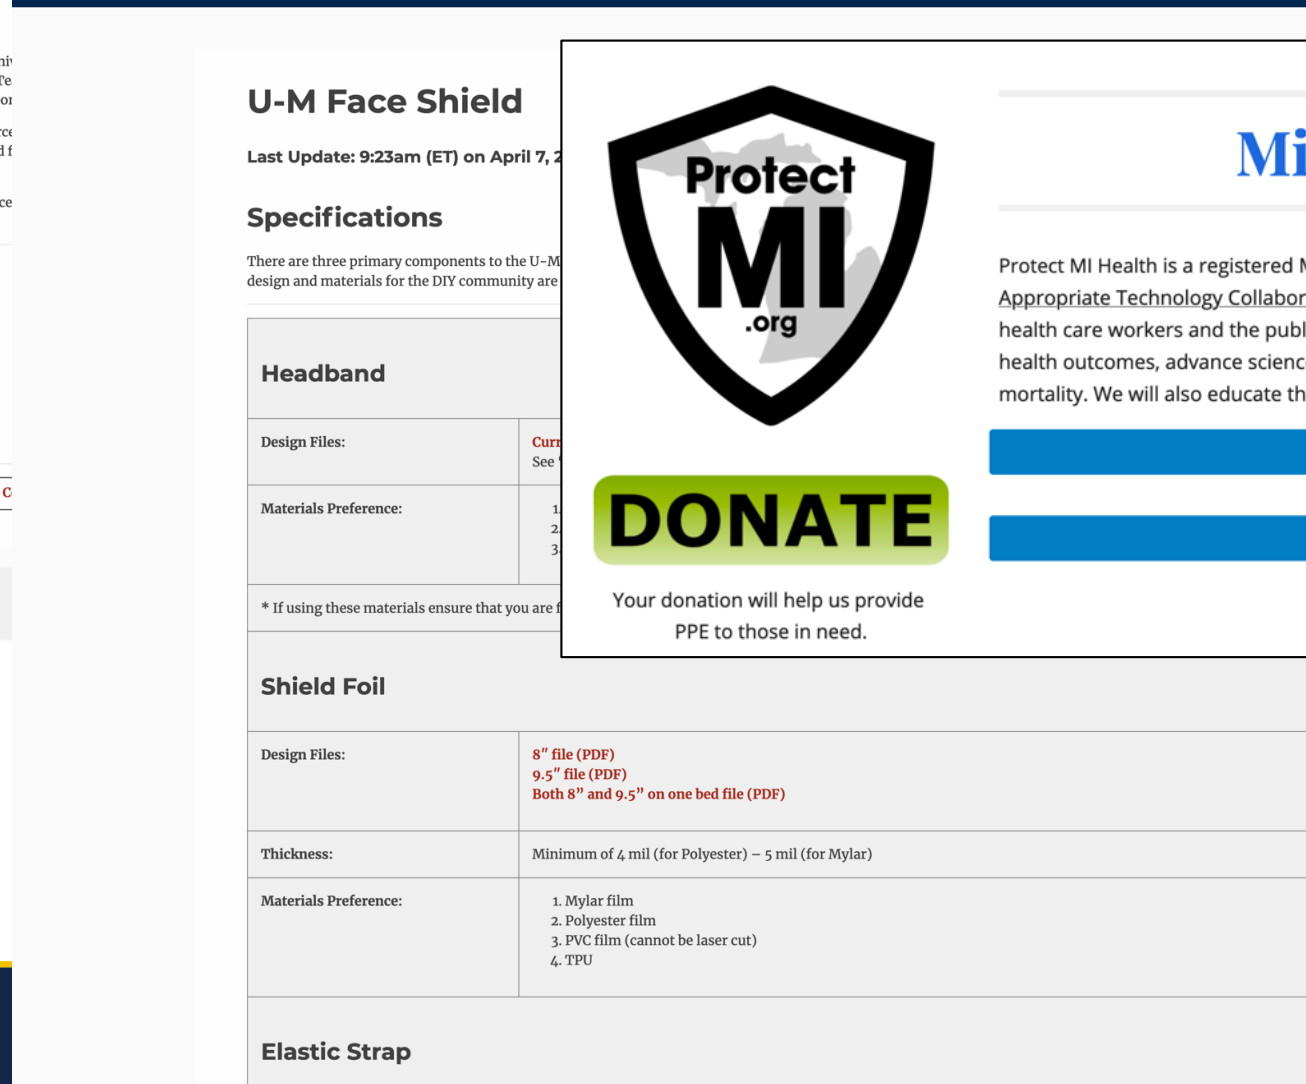 U-M Face Shield
Last Update: 9:23am (ET) on April 7,
Specifications
There are three primary components to the U-M
design and materials for the DIY community are
Headband
Design Files:
See
Materials Preference:
1.
2.
3.
* If using these materials ensure that you are
Shield Foil
Design Files:
8″ file (PDF)
9.5″ file (PDF)
Both 8” and 9.5” on one bed file (PDF)
Thickness:
Minimum of 4 mil (for Polyester) – 5 mil (for Mylar)
Materials Preference:
1. Mylar film
2. Polyester film
3. PVC film (cannot be laser cut)
4. TPU
Elastic Strap
Protect
MI
.org
DONATE
Your donation will help us provide
PPE to those in need.
Mi
Protect MI Health is a registered
Appropriate Technology
health care workers and the
health outcomes, advance
mortality. We will also educate